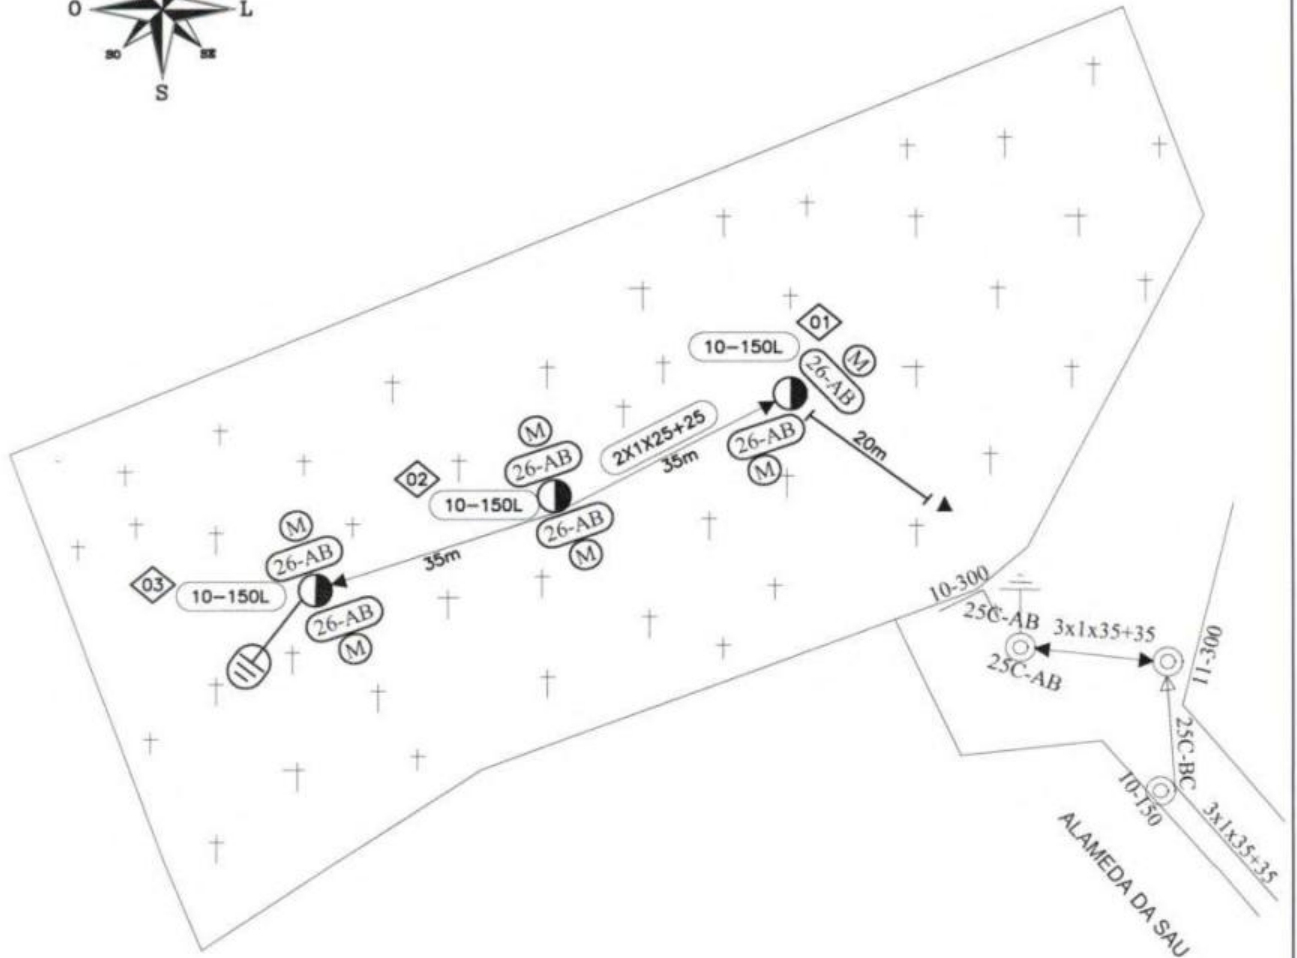 O
L
SO
SE
S
01
10-150L
26-AB
M
2X1X25+25
35m
26-AB
M
20m
M
26-AB
02
10-150L
26-AB
M
35m
M
26-AB
03
10-150L
26-AB
M
10-300
25C-AB
3x1x35+35
25C-AB
11-300
25C-BC
10-150
3x1x35+35
ALAMEDA DA SAU